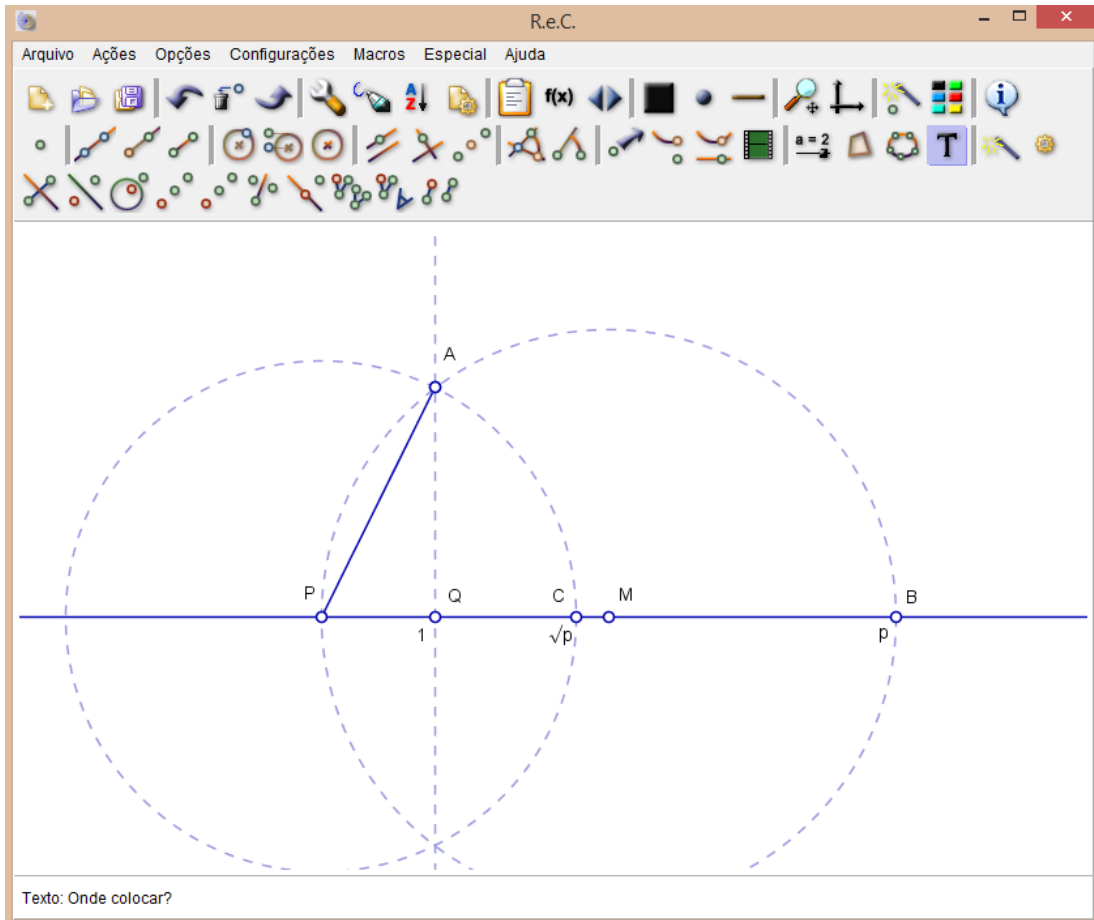 R.e.C.
Arquivo Ações Opções Configurações Macros Especial Ajuda
A
Z
f(x)
a = 2
T
A
P Q C M B
1 √p p
Texto: Onde colocar?